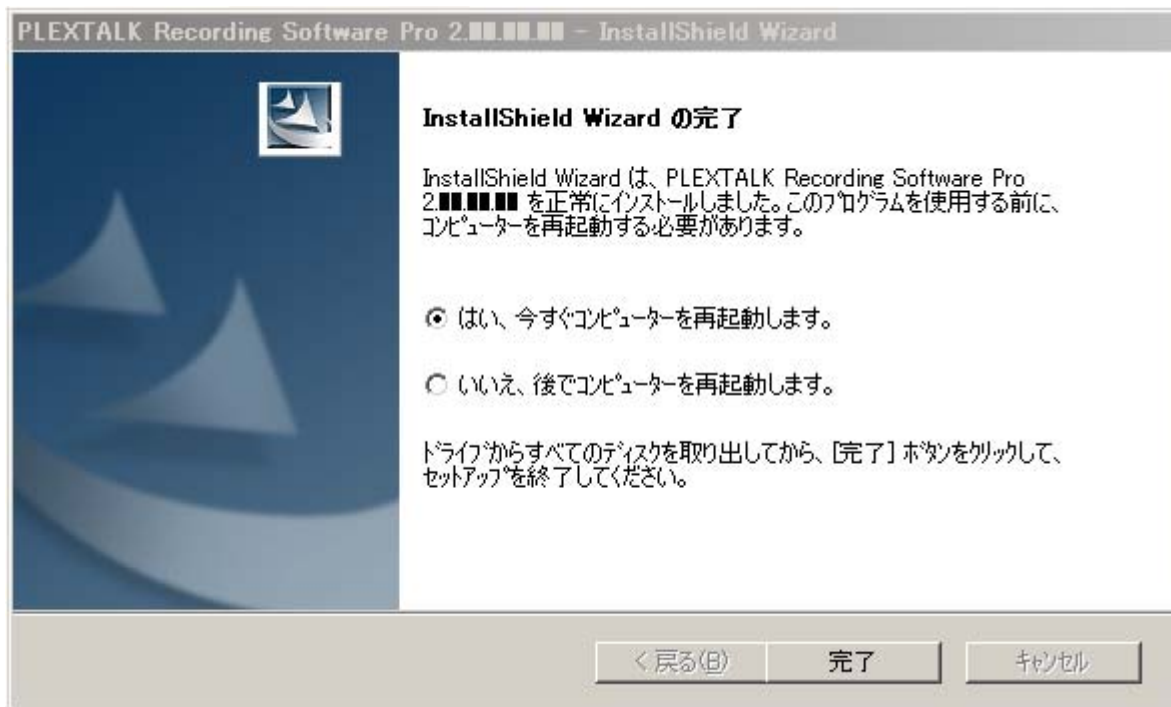 PLEXTALK Recording Software Pro 2.■■.■■.■■ - InstallShield Wizard
InstallShield Wizard の完了
InstallShield Wizard は、PLEXTALK Recording Software Pro
2.■■.■■.■■ を正常にインストールしました。このプログラムを使用する前に、
コンピューターを再起動する必要があります。
はい、今すぐコンピューターを再起動します。
いいえ、後でコンピューターを再起動します。
ドライブからすべてのディスクを取り出してから、[完了] ボタンをクリックして、
セットアップを終了してください。
< 戻る(B)
完了
キャンセル